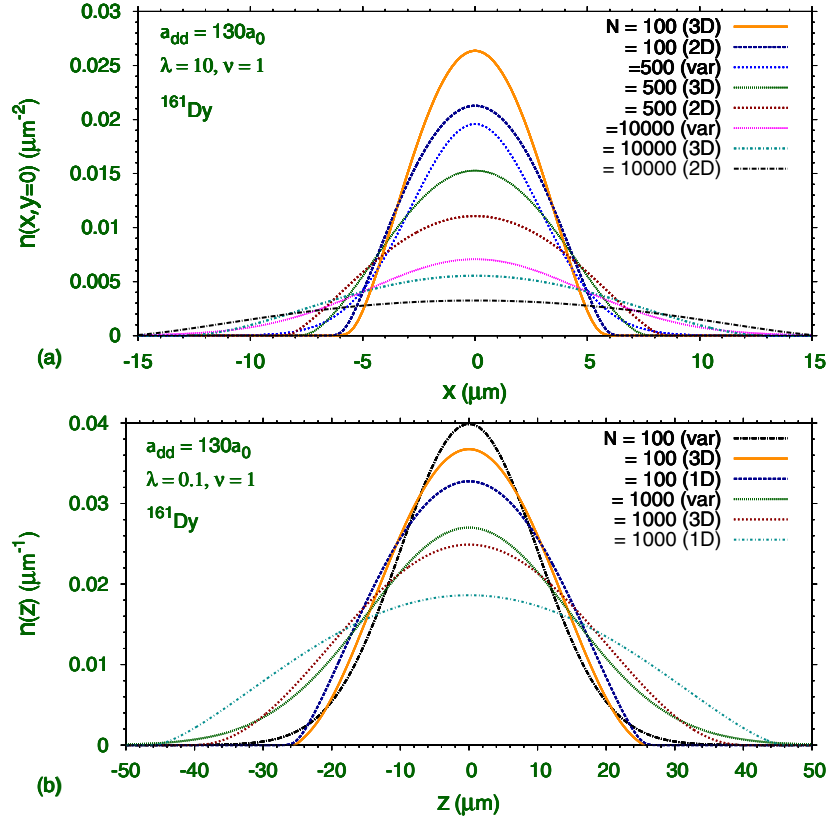 a_dd = 130a_0
λ = 10, ν = 1
^161Dy
N = 100 (3D)
= 100 (2D)
=500 (var)
= 500 (3D)
= 500 (2D)
=10000 (var)
= 10000 (3D)
= 10000 (2D)
n(x,y=0) (μm^-2)
0.03
0.025
0.02
0.015
0.01
0.005
0
-15 -10 -5 0 5 10 15
(a)
x (μm)
a_dd = 130a_0
λ = 0.1, ν = 1
^161Dy
N = 100 (var)
= 100 (3D)
= 100 (1D)
= 1000 (var)
= 1000 (3D)
= 1000 (1D)
n(z) (μm^-1)
0.04
0.03
0.02
0.01
0
-50 -40 -30 -20 -10 0 10 20 30 40 50
(b)
z (μm)